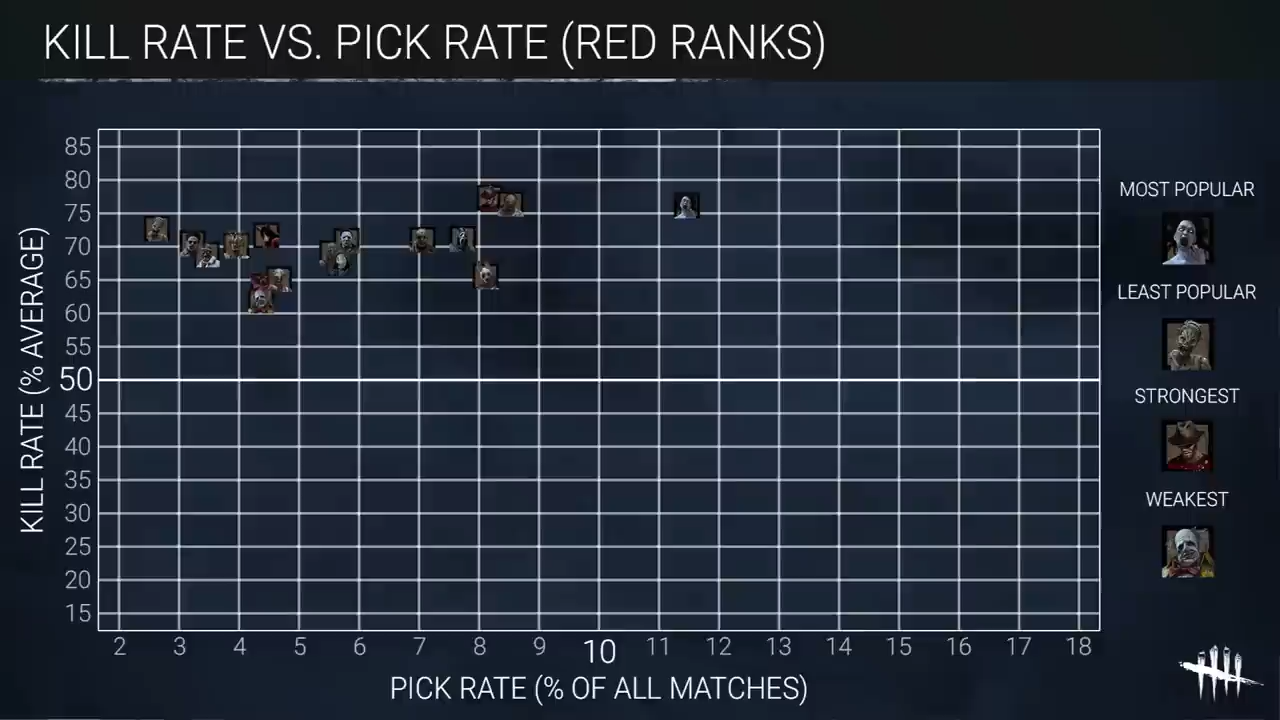 KILL RATE VS. PICK RATE (RED RANKS)
KILL RATE (% AVERAGE)
85
80
75
70
65
60
55
50
45
40
35
30
25
20
15
2 3 4 5 6 7 8 9 10 11 12 13 14 15 16 17 18
PICK RATE (% OF ALL MATCHES)
MOST POPULAR
LEAST POPULAR
STRONGEST
WEAKEST